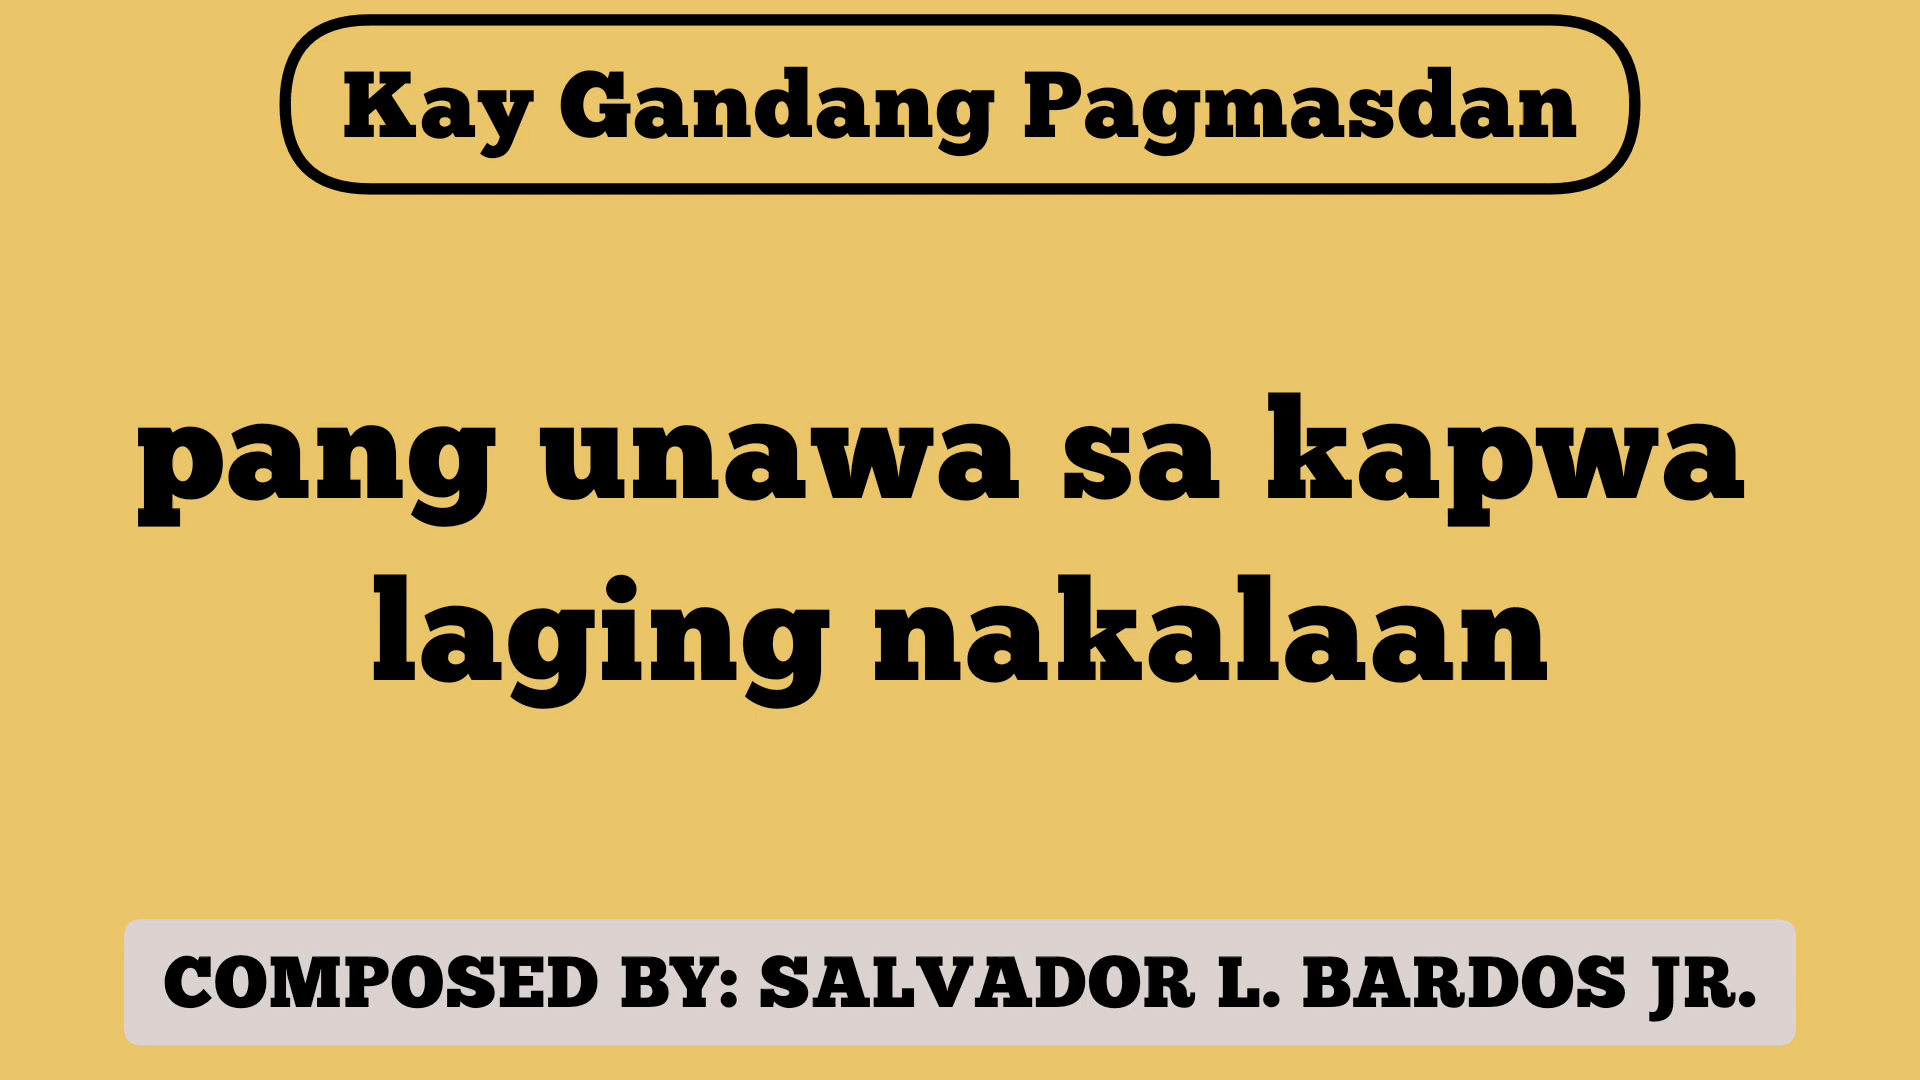 Kay Gandang Pagmasdan
pang unawa sa kapwa
laging nakalaan
COMPOSED BY: SALVADOR L. BARDOS JR.